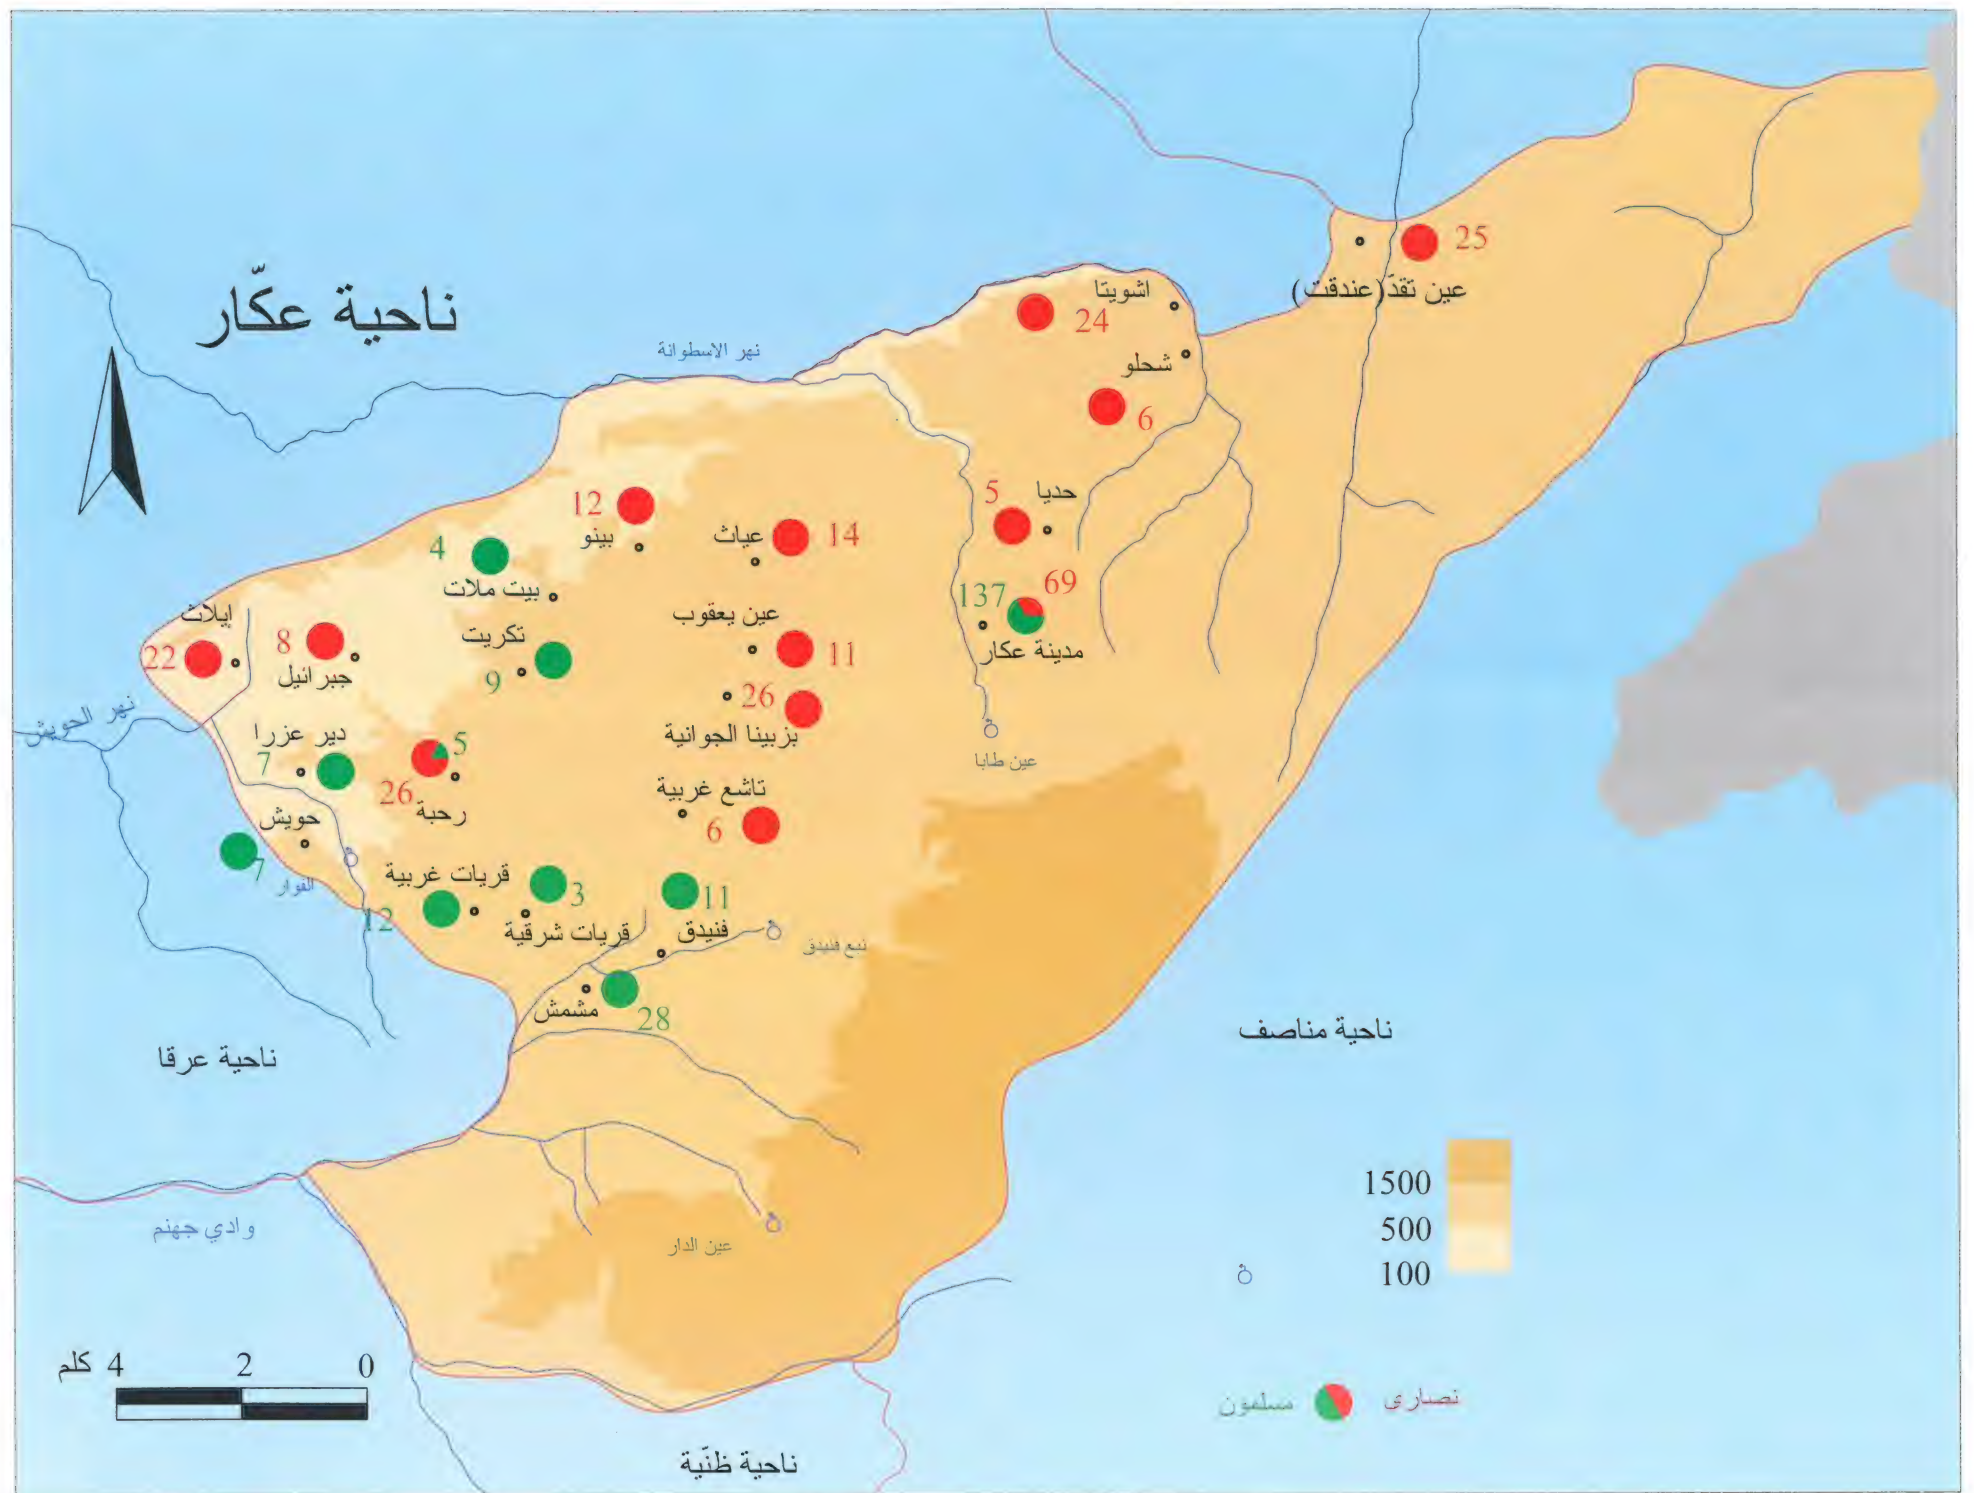 ناحية عكّار
25
عين تقدّ (عندقت)
اشويتا
24
شحلو
6
نهر الاسطوانة
12
بينو
عياث
14
5
حديا
4
بيت ملات
137
69
مدينة عكار
إيلاث
22
8
جبرائيل
تكريت
9
عين يعقوب
11
26
بزبينا الجوانية
نهر الحويش
دير عزرا
7
5
26
رحبة
عين طابا
تاشع غربية
6
حويش
7
الفوار
قريات غربية
12
3
قريات شرقية
11
فنيدق
نبع فنيدق
مشمش
28
ناحية عرقا
ناحية مناصف
1500
500
100
وادي جهنم
عين الدار
كلم 4 2 0
مسلمون
نصارى
ناحية ظنّية